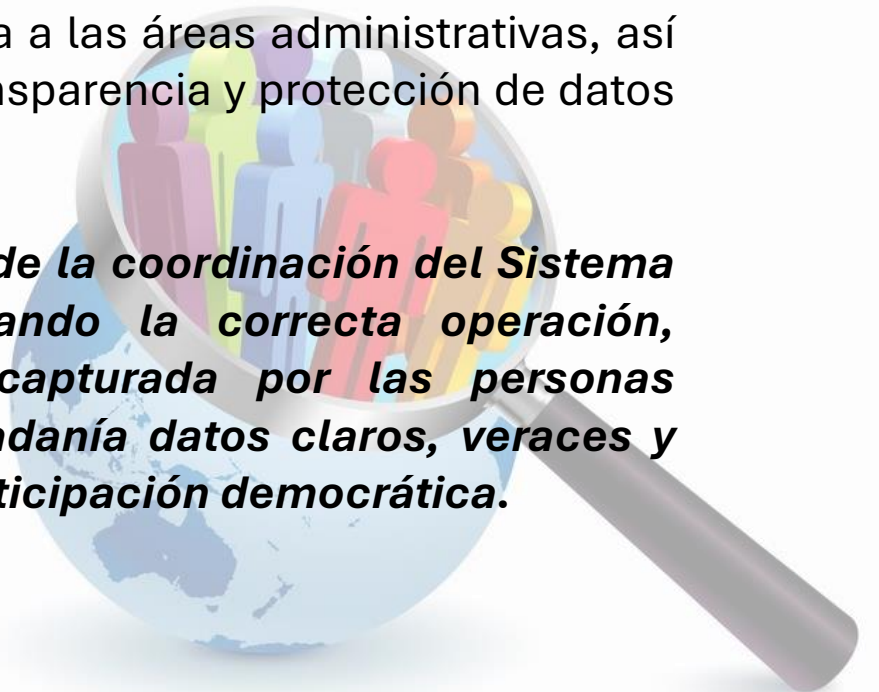 a a las áreas administrativas, así
nsparencia y protección de datos
de la coordinación del Sistema
ando la correcta operación,
capturada por las personas
adanía datos claros, veraces y
ticipación democrática.